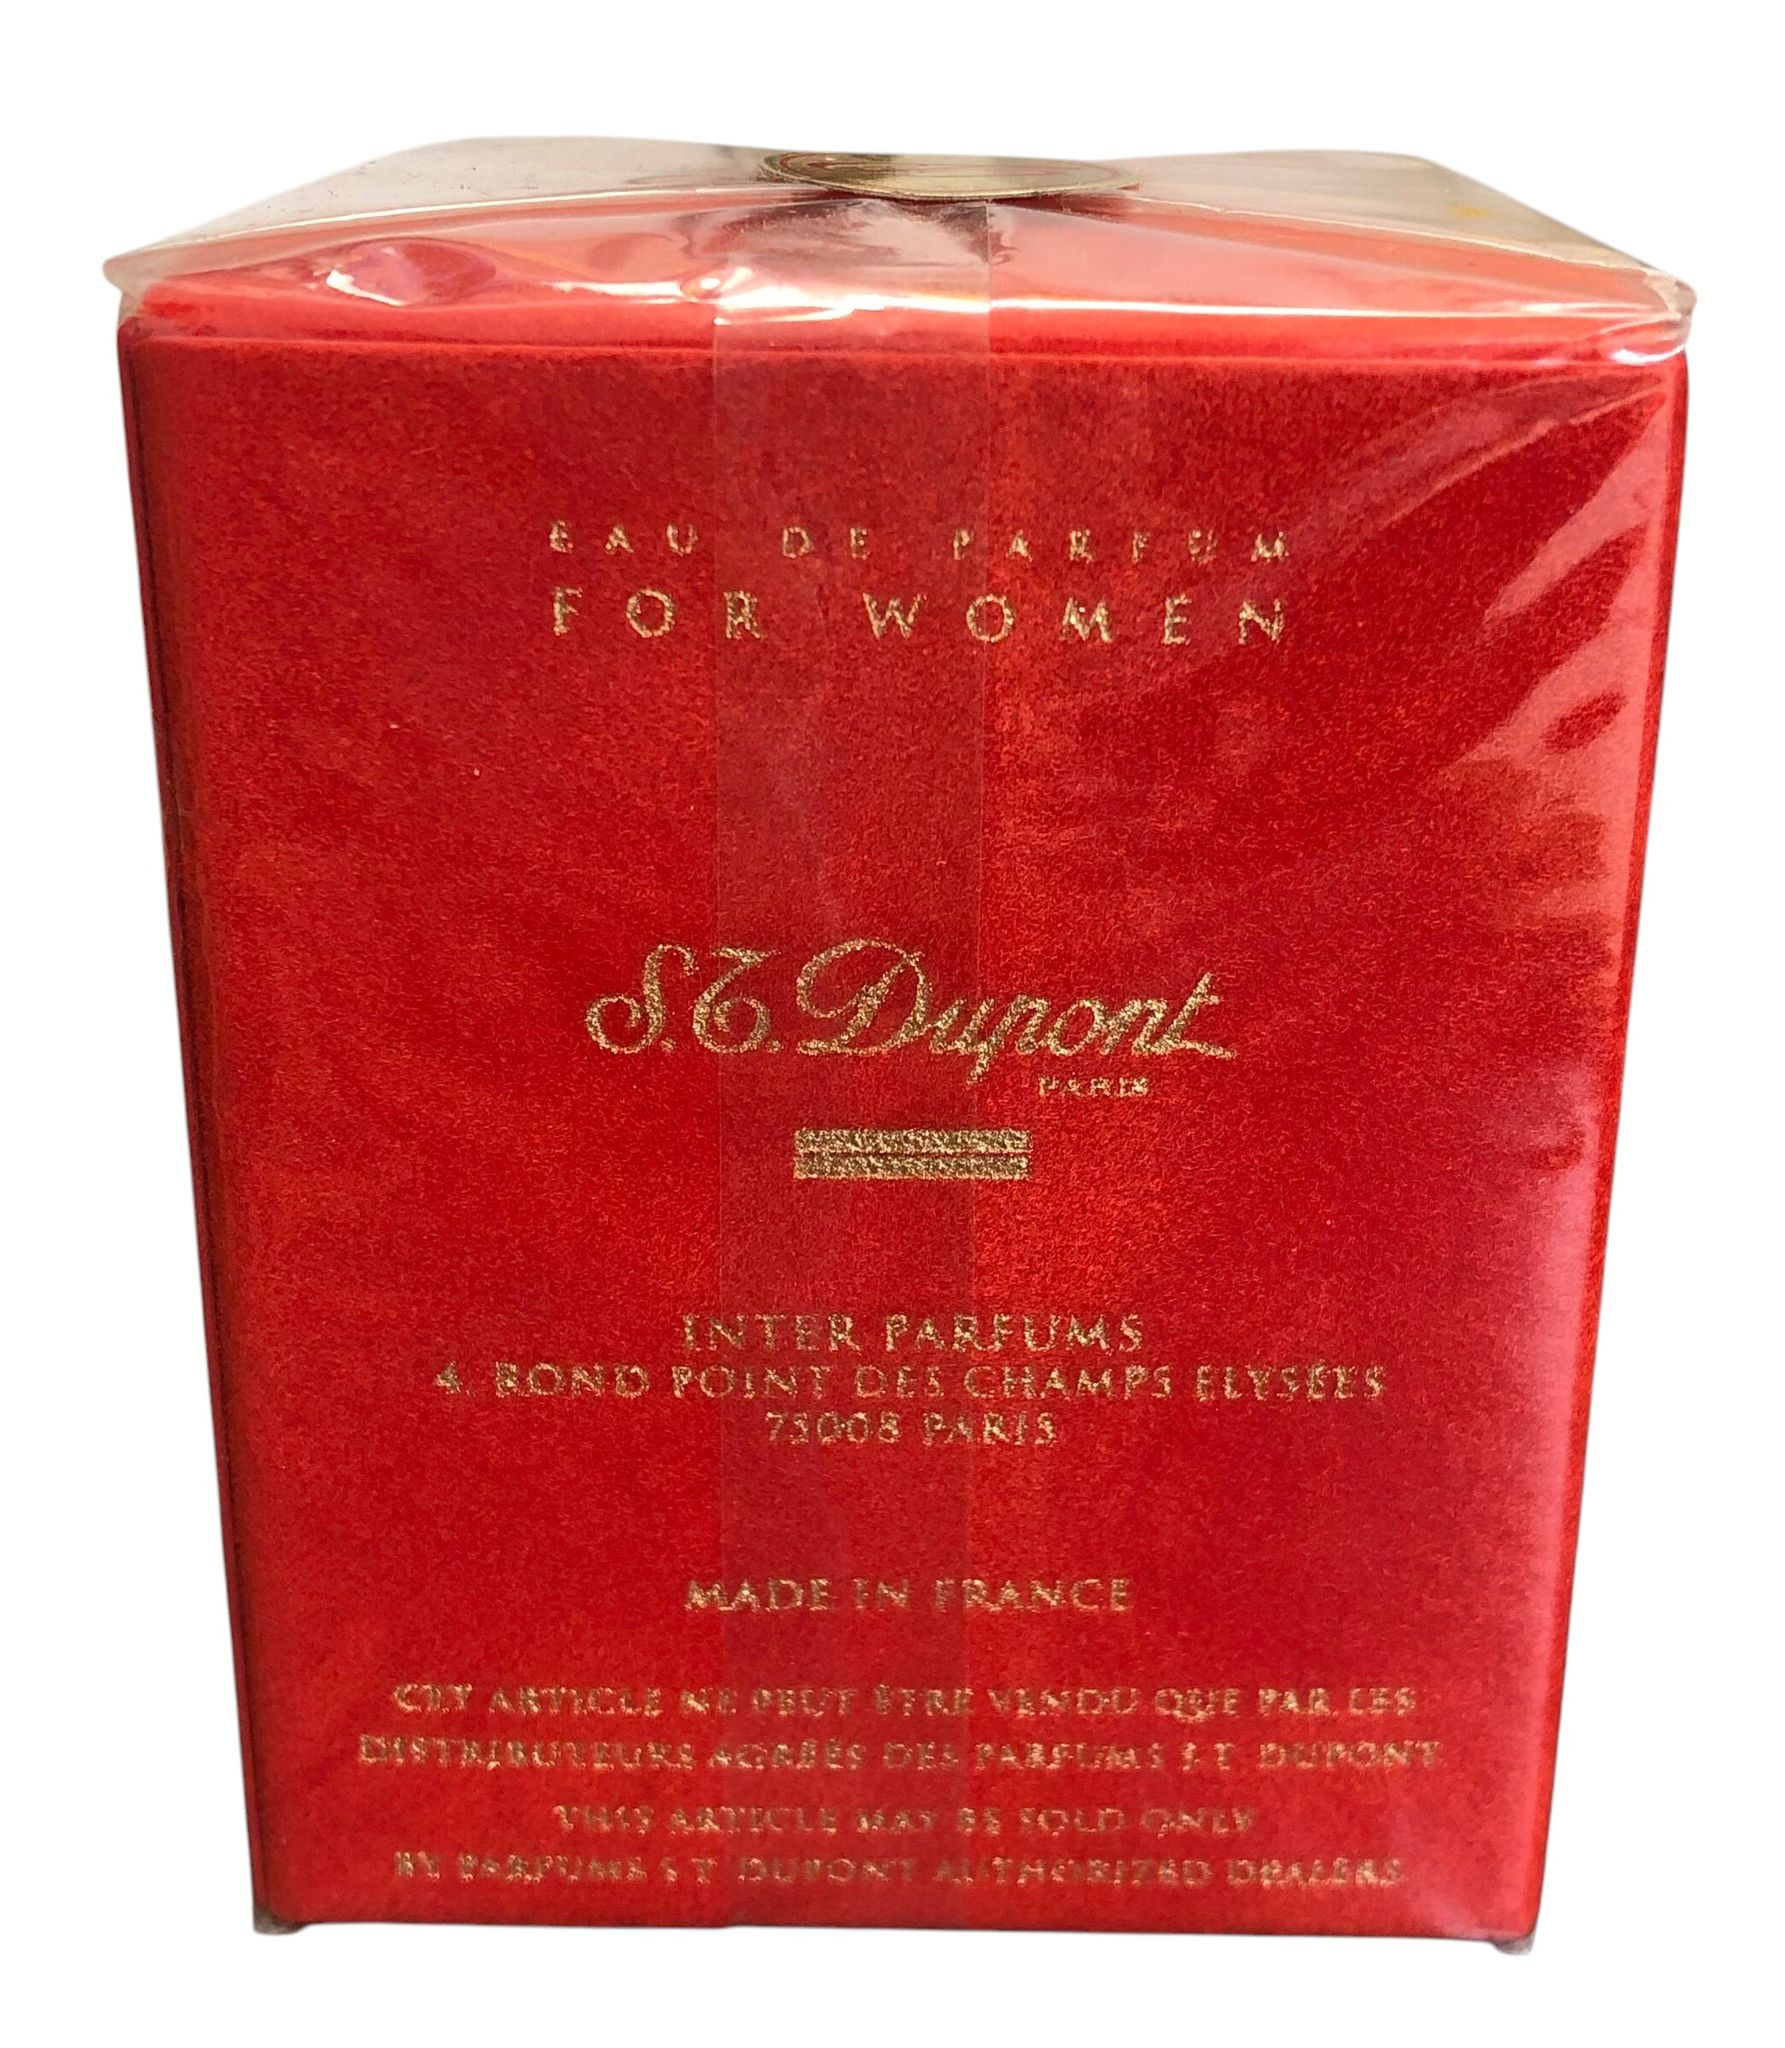 EAU DE PARFUM
FOR WOMEN
S.T. Dupont
PARIS
INTER PARFUMS
4, ROND POINT DES CHAMPS ELYSÉES
75008 PARIS
MADE IN FRANCE
CET ARTICLE NE PEUT ÊTRE VENDU QUE PAR LES
DISTRIBUTEURS AGRÉÉS DES PARFUMS S.T DUPONT
THIS ARTICLE MAY BE SOLD ONLY
BY PARFUMS S.T DUPONT AUTHORIZED DEALERS